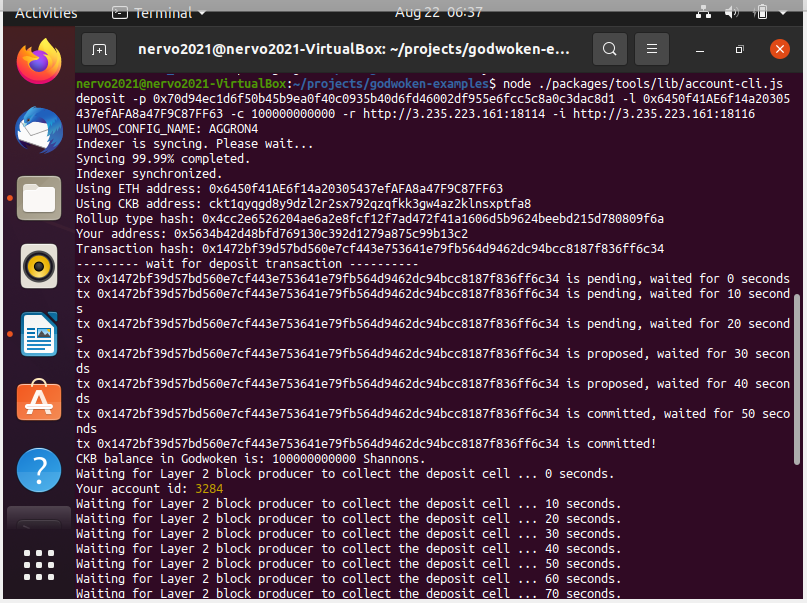 Activities
Terminal
Aug 22 06:37
nervo2021@nervo2021-VirtualBox: ~/projects/godwoken-e...
nervo2021@nervo2021-VirtualBox:~/projects/godwoken-examples$ node ./packages/tools/lib/account-cli.js
deposit -p 0x70d94ec1d6f50b45b9ea0f40c0935b40d6fd46002df955e6fcc5c8a0c3dac8d1 -l 0x6450f41AE6f14a20305
437efAFA8a47F9C87FF63 -c 100000000000 -r http://3.235.223.161:18114 -i http://3.235.223.161:18116
LUMOS_CONFIG_NAME: AGGRON4
Indexer is syncing. Please wait...
Syncing 99.99% completed.
Indexer synchronized.
Using ETH address: 0x6450f41AE6f14a20305437efAFA8a47F9C87FF63
Using CKB address: ckt1qyqgd8y9dzl2r2sx792qzqfkk3gw4az2klnsxptfa8
Rollup type hash: 0x4cc2e6526204ae6a2e8fcf12f7ad472f41a1606d5b9624beebd215d780809f6a
Your address: 0x5634b42d48bfd769130c392d1279a875c99b13c2
Transaction hash: 0x1472bf39d57bd560e7cf443e753641e79fb564d9462dc94bcc8187f836ff6c34
--------- wait for deposit transaction ----------
tx 0x1472bf39d57bd560e7cf443e753641e79fb564d9462dc94bcc8187f836ff6c34 is pending, waited for 0 seconds
tx 0x1472bf39d57bd560e7cf443e753641e79fb564d9462dc94bcc8187f836ff6c34 is pending, waited for 10 second
s
tx 0x1472bf39d57bd560e7cf443e753641e79fb564d9462dc94bcc8187f836ff6c34 is pending, waited for 20 second
s
tx 0x1472bf39d57bd560e7cf443e753641e79fb564d9462dc94bcc8187f836ff6c34 is proposed, waited for 30 secon
ds
tx 0x1472bf39d57bd560e7cf443e753641e79fb564d9462dc94bcc8187f836ff6c34 is proposed, waited for 40 secon
ds
tx 0x1472bf39d57bd560e7cf443e753641e79fb564d9462dc94bcc8187f836ff6c34 is committed, waited for 50 seco
nds
tx 0x1472bf39d57bd560e7cf443e753641e79fb564d9462dc94bcc8187f836ff6c34 is committed!
CKB balance in Godwoken is: 100000000000 Shannons.
Waiting for Layer 2 block producer to collect the deposit cell ... 0 seconds.
Your account id: 3284
Waiting for Layer 2 block producer to collect the deposit cell ... 10 seconds.
Waiting for Layer 2 block producer to collect the deposit cell ... 20 seconds.
Waiting for Layer 2 block producer to collect the deposit cell ... 30 seconds.
Waiting for Layer 2 block producer to collect the deposit cell ... 40 seconds.
Waiting for Layer 2 block producer to collect the deposit cell ... 50 seconds.
Waiting for Layer 2 block producer to collect the deposit cell ... 60 seconds.
Waiting for Layer 2 block producer to collect the deposit cell ... 70 seconds.